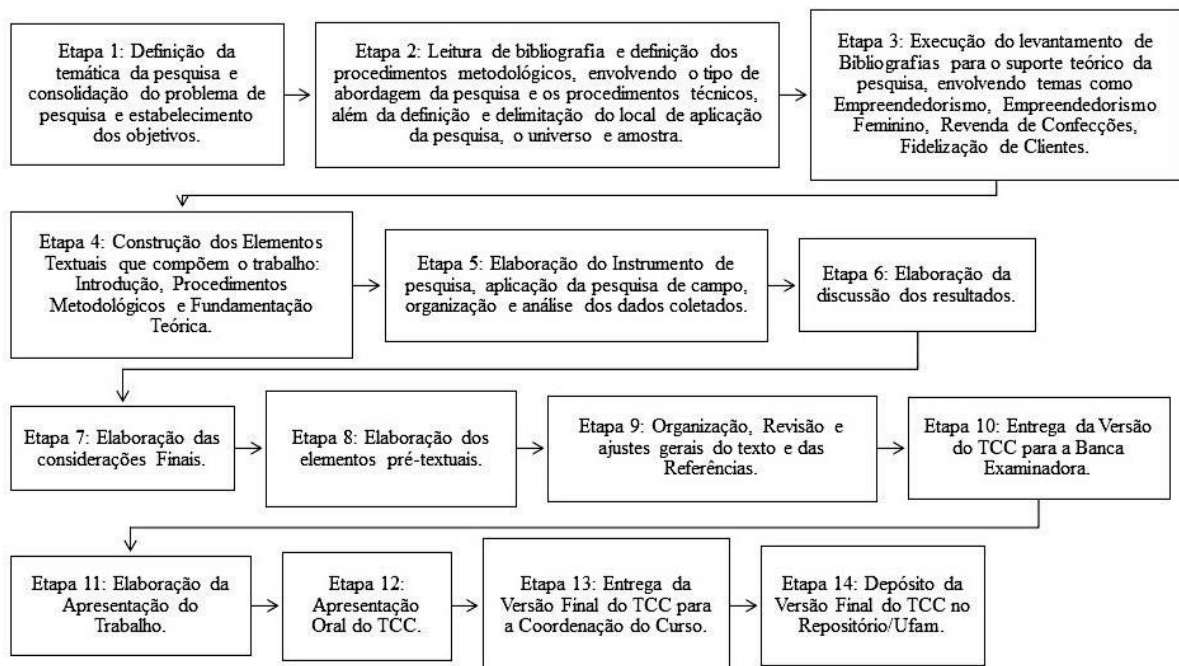 Etapa 1: Definição da
temática da pesquisa e
consolidação do problema de
pesquisa e estabelecimento
dos objetivos.
Etapa 2: Leitura de bibliografia e definição dos
procedimentos metodológicos, envolvendo o tipo de
abordagem da pesquisa e os procedimentos técnicos,
além da definição e delimitação do local de aplicação
da pesquisa, o universo e amostra.
Etapa 3: Execução do levantamento de
Bibliografias para o suporte teórico da
pesquisa, envolvendo temas como
Empreendedorismo, Empreendedorismo
Feminino, Revenda de Confecções,
Fidelização de Clientes.
Etapa 4: Construção dos Elementos
Textuais que compõem o trabalho:
Introdução, Procedimentos
Metodológicos e Fundamentação
Teórica.
Etapa 5: Elaboração do Instrumento de
pesquisa, aplicação da pesquisa de campo,
organização e análise dos dados coletados.
Etapa 6: Elaboração da
discussão dos resultados.
Etapa 7: Elaboração das
considerações Finais.
Etapa 8: Elaboração dos
elementos pré-textuais.
Etapa 9: Organização, Revisão e
ajustes gerais do texto e das
Referências.
Etapa 10: Entrega da Versão
do TCC para a Banca
Examinadora.
Etapa 11: Elaboração da
Apresentação do
Trabalho.
Etapa 12:
Apresentação
Oral do TCC.
Etapa 13: Entrega da
Versão Final do TCC para
a Coordenação do Curso.
Etapa 14: Depósito da
Versão Final do TCC no
Repositório/Ufam.